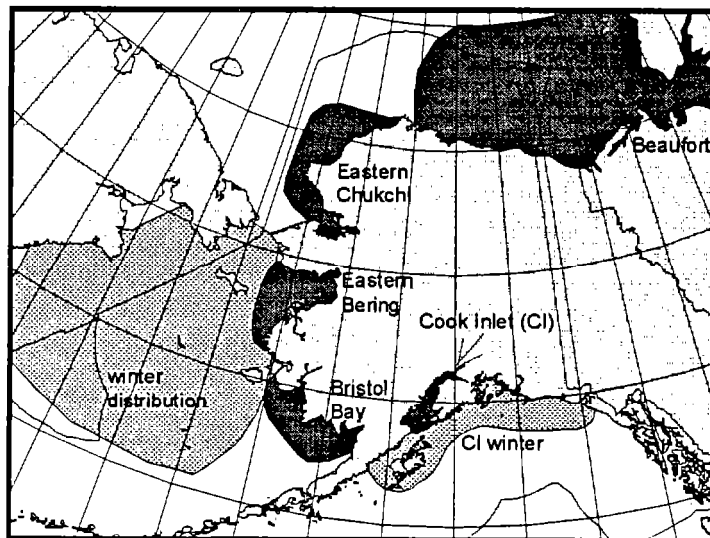 Beaufort
Eastern
Chukchi
Eastern
Bering
Cook Inlet (CI)
winter
distribution
Bristol
Bay
CI winter